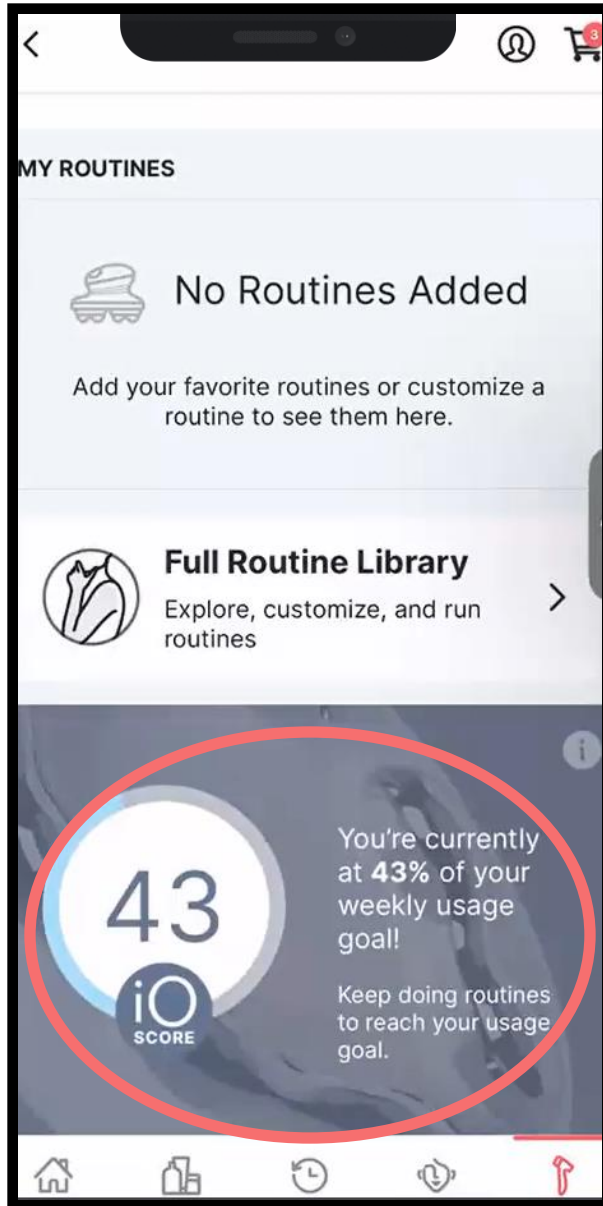 3
MY ROUTINES
No Routines Added
Add your favorite routines or customize a
routine to see them here.
Full Routine Library
Explore, customize, and run
routines
43
iO
SCORE
You're currently
at 43% of your
weekly usage
goal!
Keep doing routines
to reach your usage
goal.